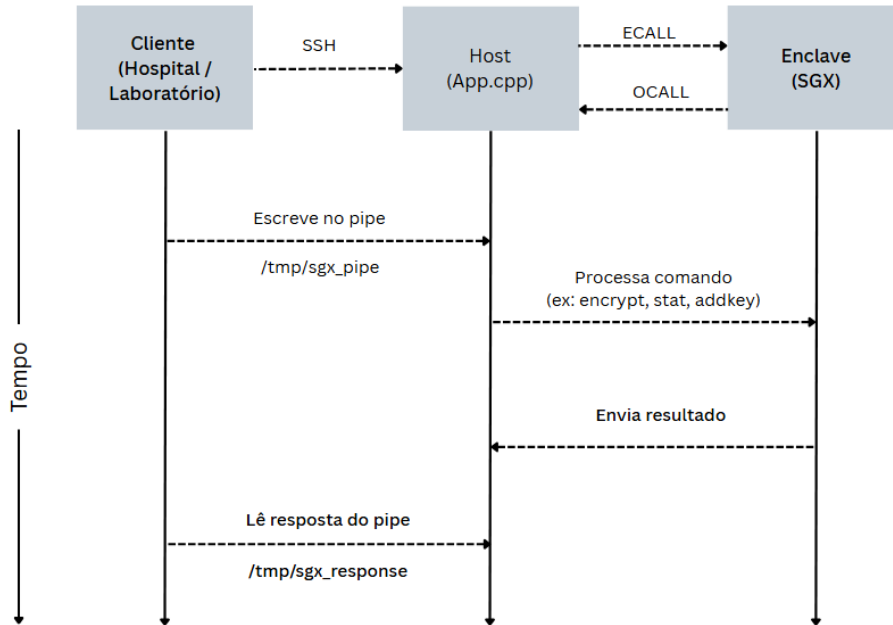 Cliente
(Hospital /
Laboratório)
SSH
Host
(App.cpp)
ECALL
OCALL
Enclave
(SGX)
Tempo
Escreve no pipe
/tmp/sgx_pipe
Processa comando
(ex: encrypt, stat, addkey)
Envia resultado
Lê resposta do pipe
/tmp/sgx_response